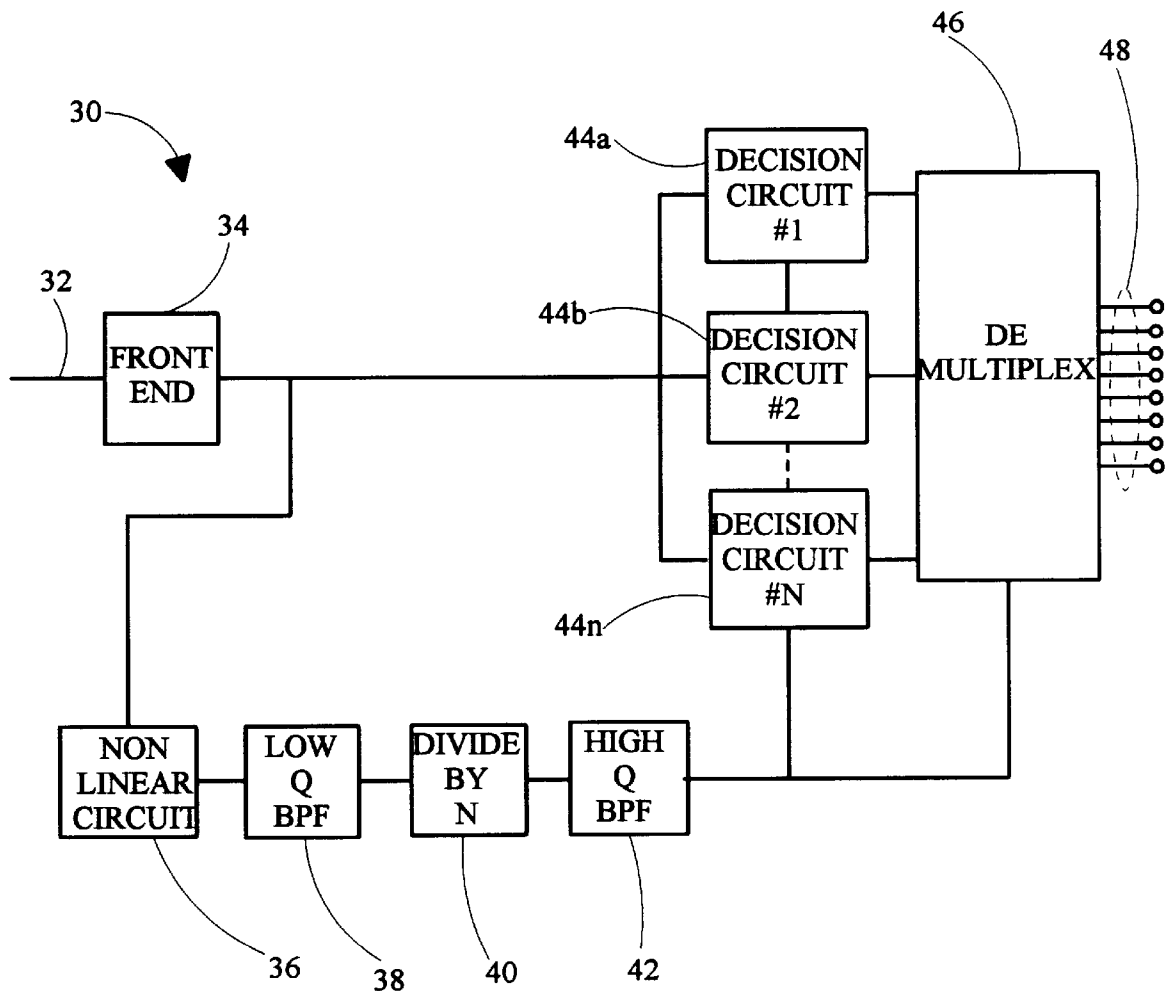 46
48
30
44a
DECISION
CIRCUIT
#1
34
32
44b
FRONT
END
DECISION
CIRCUIT
#2
DE
MULTIPLEX
DECISION
CIRCUIT
#N
44n
NON
LINEAR
CIRCUIT
LOW
Q
BPF
DIVIDE
BY
N
HIGH
Q
BPF
36
38
40
42